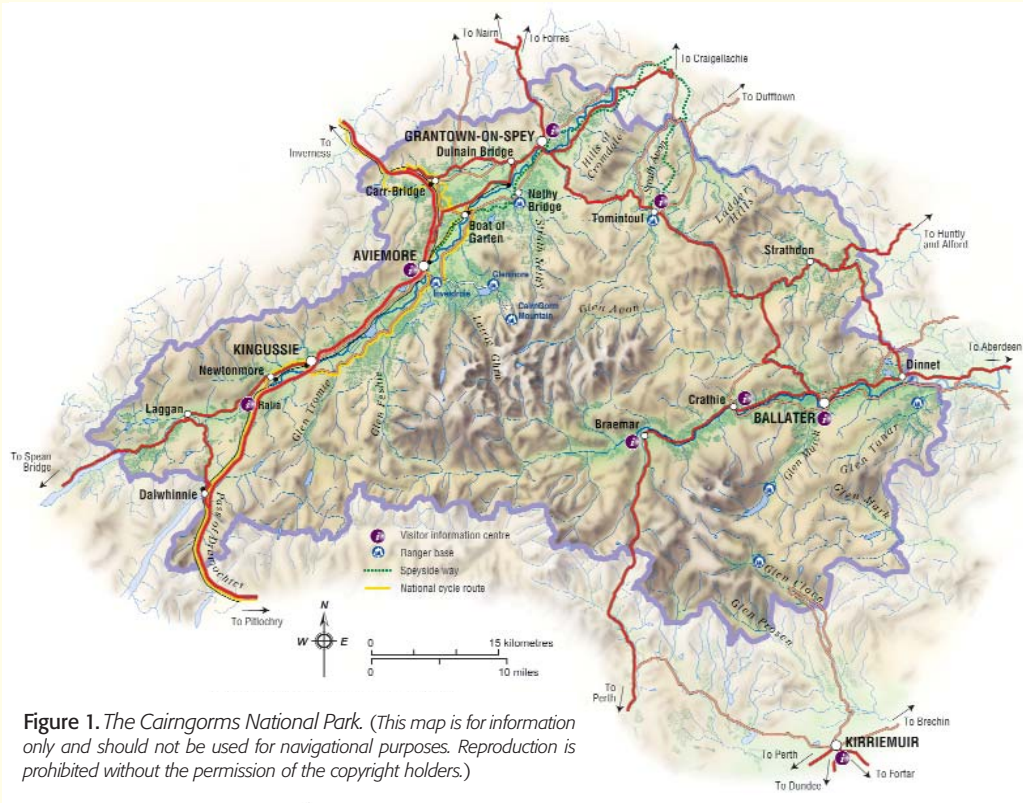 To Nairn
To Forres
To Craigellachie
To Dufftown
To
Inverness
GRANTOWN-ON-SPEY
Dulnain Bridge
Hills of
Cromdale
Strath Avon
Carr-Bridge
Nethy
Bridge
Tomintoul
Ladder
Hills
Boat of
Garten
Strath Nethy
To Huntly
and Alford
Strathdon
AVIEMORE
Inverdruie
Glenmore
CairnGorm
Mountain
Glen Avon
Lairig Ghru
To Aberdeen
KINGUSSIE
Newtonmore
Dinnet
Glen Tromie
Glen Feshie
Laggan
Ralia
Crathie
BALLATER
Braemar
Glen Muick
Glen Tanar
To Spean
Bridge
Dalwhinnie
Glen Mark
Pass of Drumochter
Visitor information centre
Ranger base
Speyside way
National cycle route
Glen Clova
Glen Prosen
To Pitlochry
N
W E
S
0 15 kilometres
0 10 miles
To
Perth
Figure 1. The Cairngorms National Park. (This map is for information
only and should not be used for navigational purposes. Reproduction is
prohibited without the permission of the copyright holders.)
To Brechin
KIRRIEMUIR
To Perth
To Forfar
To Dundee